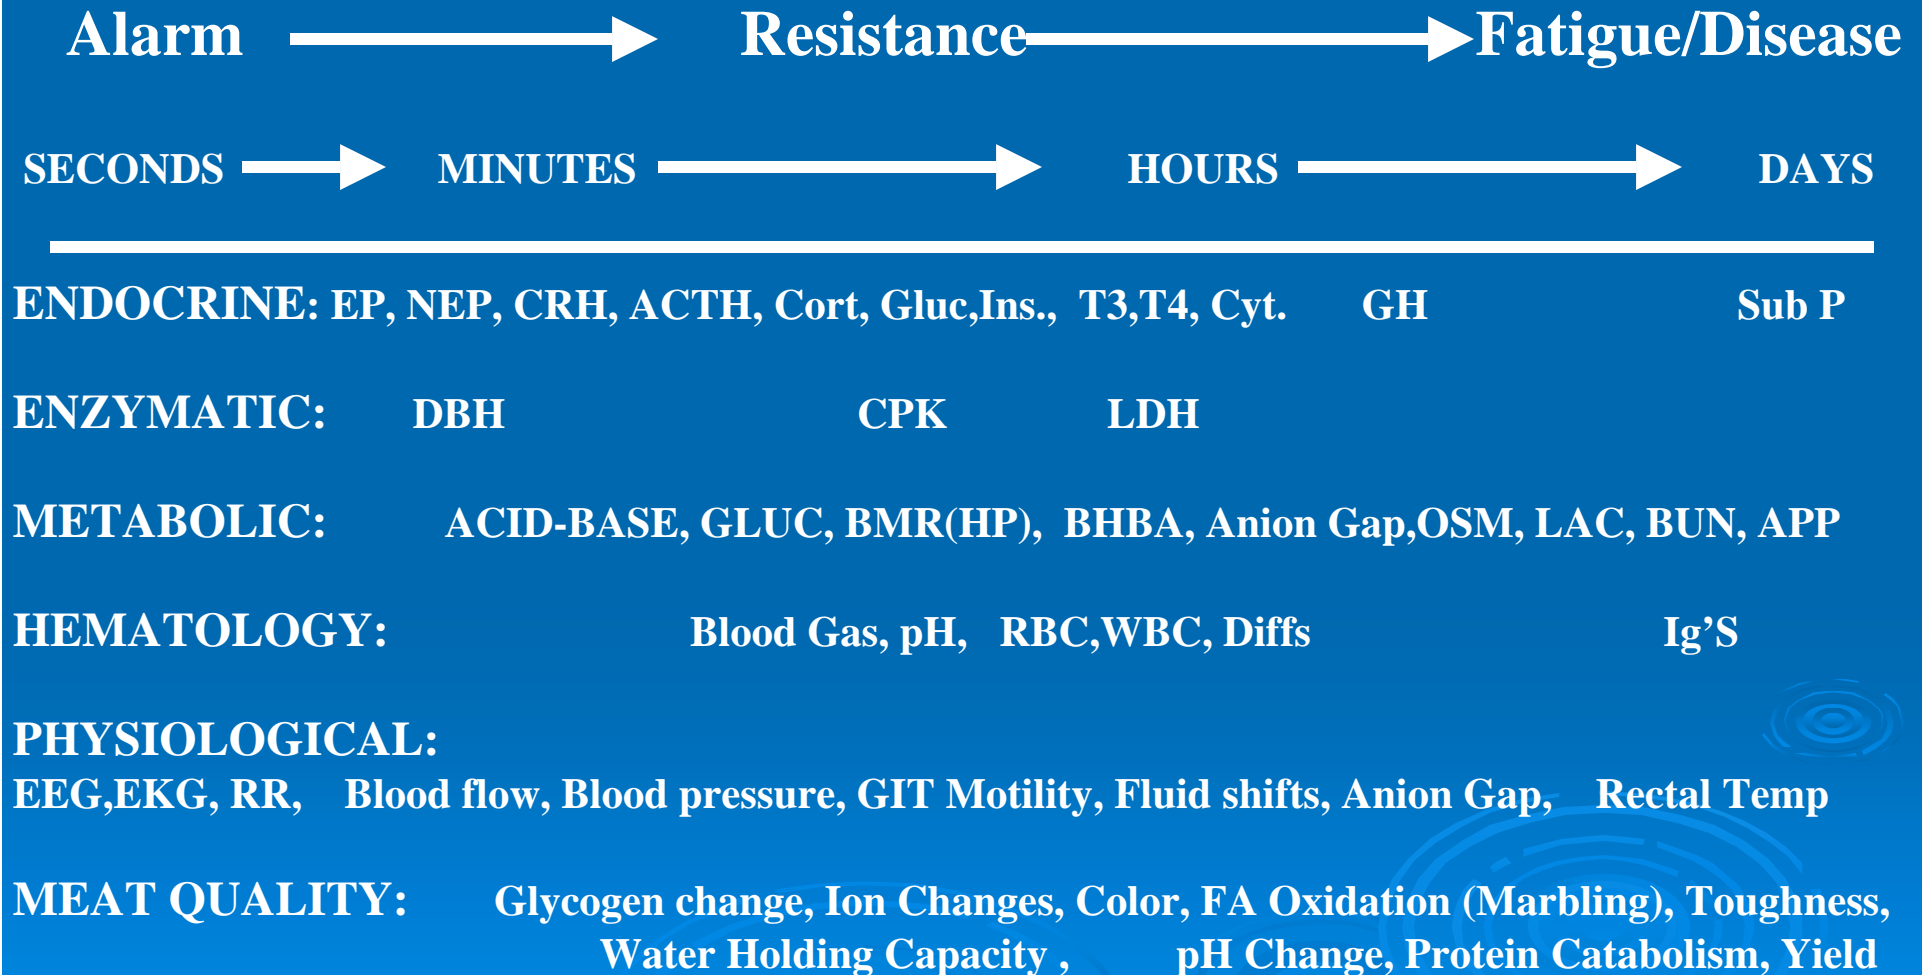 Alarm Resistance Fatigue/Disease
SECONDS MINUTES HOURS DAYS
ENDOCRINE: EP, NEP, CRH, ACTH, Cort, Gluc,Ins., T3,T4, Cyt. GH Sub P
ENZYMATIC: DBH CPK LDH
METABOLIC: ACID-BASE, GLUC, BMR(HP), BHBA, Anion Gap,OSM, LAC, BUN, APP
HEMATOLOGY: Blood Gas, pH, RBC,WBC, Diffs Ig’S
PHYSIOLOGICAL:
EEG,EKG, RR, Blood flow, Blood pressure, GIT Motility, Fluid shifts, Anion Gap, Rectal Temp
MEAT QUALITY: Glycogen change, Ion Changes, Color, FA Oxidation (Marbling), Toughness,
Water Holding Capacity , pH Change, Protein Catabolism, Yield